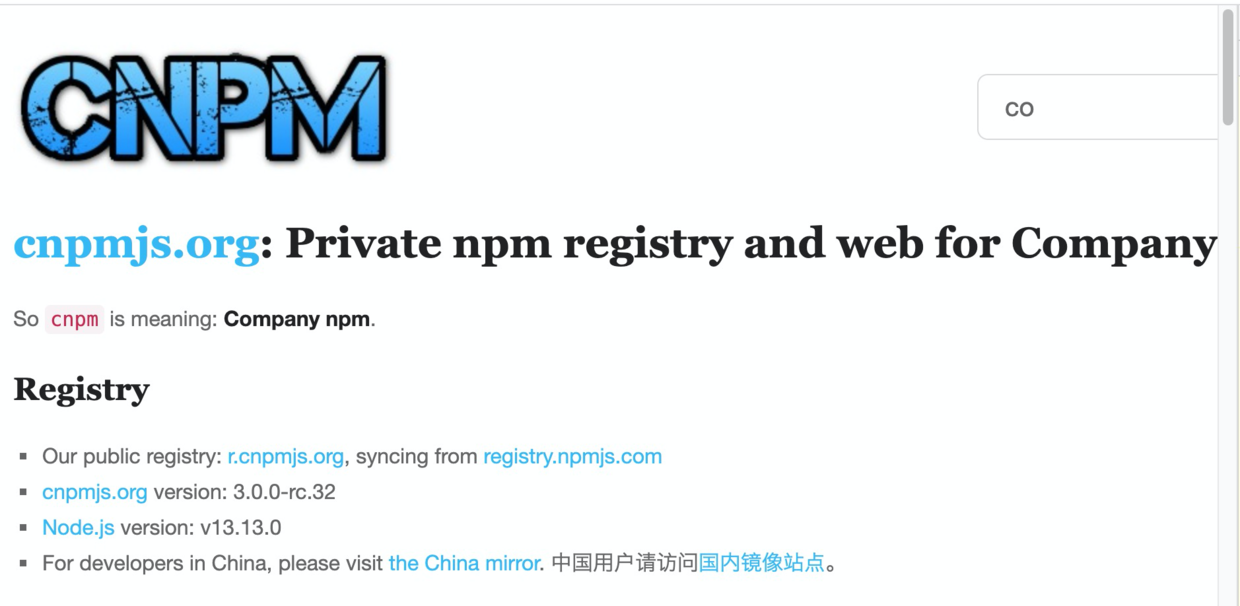 CNPM
co
cnpmjs.org: Private npm registry and web for Company
So cnpm is meaning: Company npm.
Registry
Our public registry: r.cnpmjs.org, syncing from registry.npmjs.com
cnpmjs.org version: 3.0.0-rc.32
Node.js version: v13.13.0
For developers in China, please visit the China mirror. 中国用户请访问国内镜像站点。